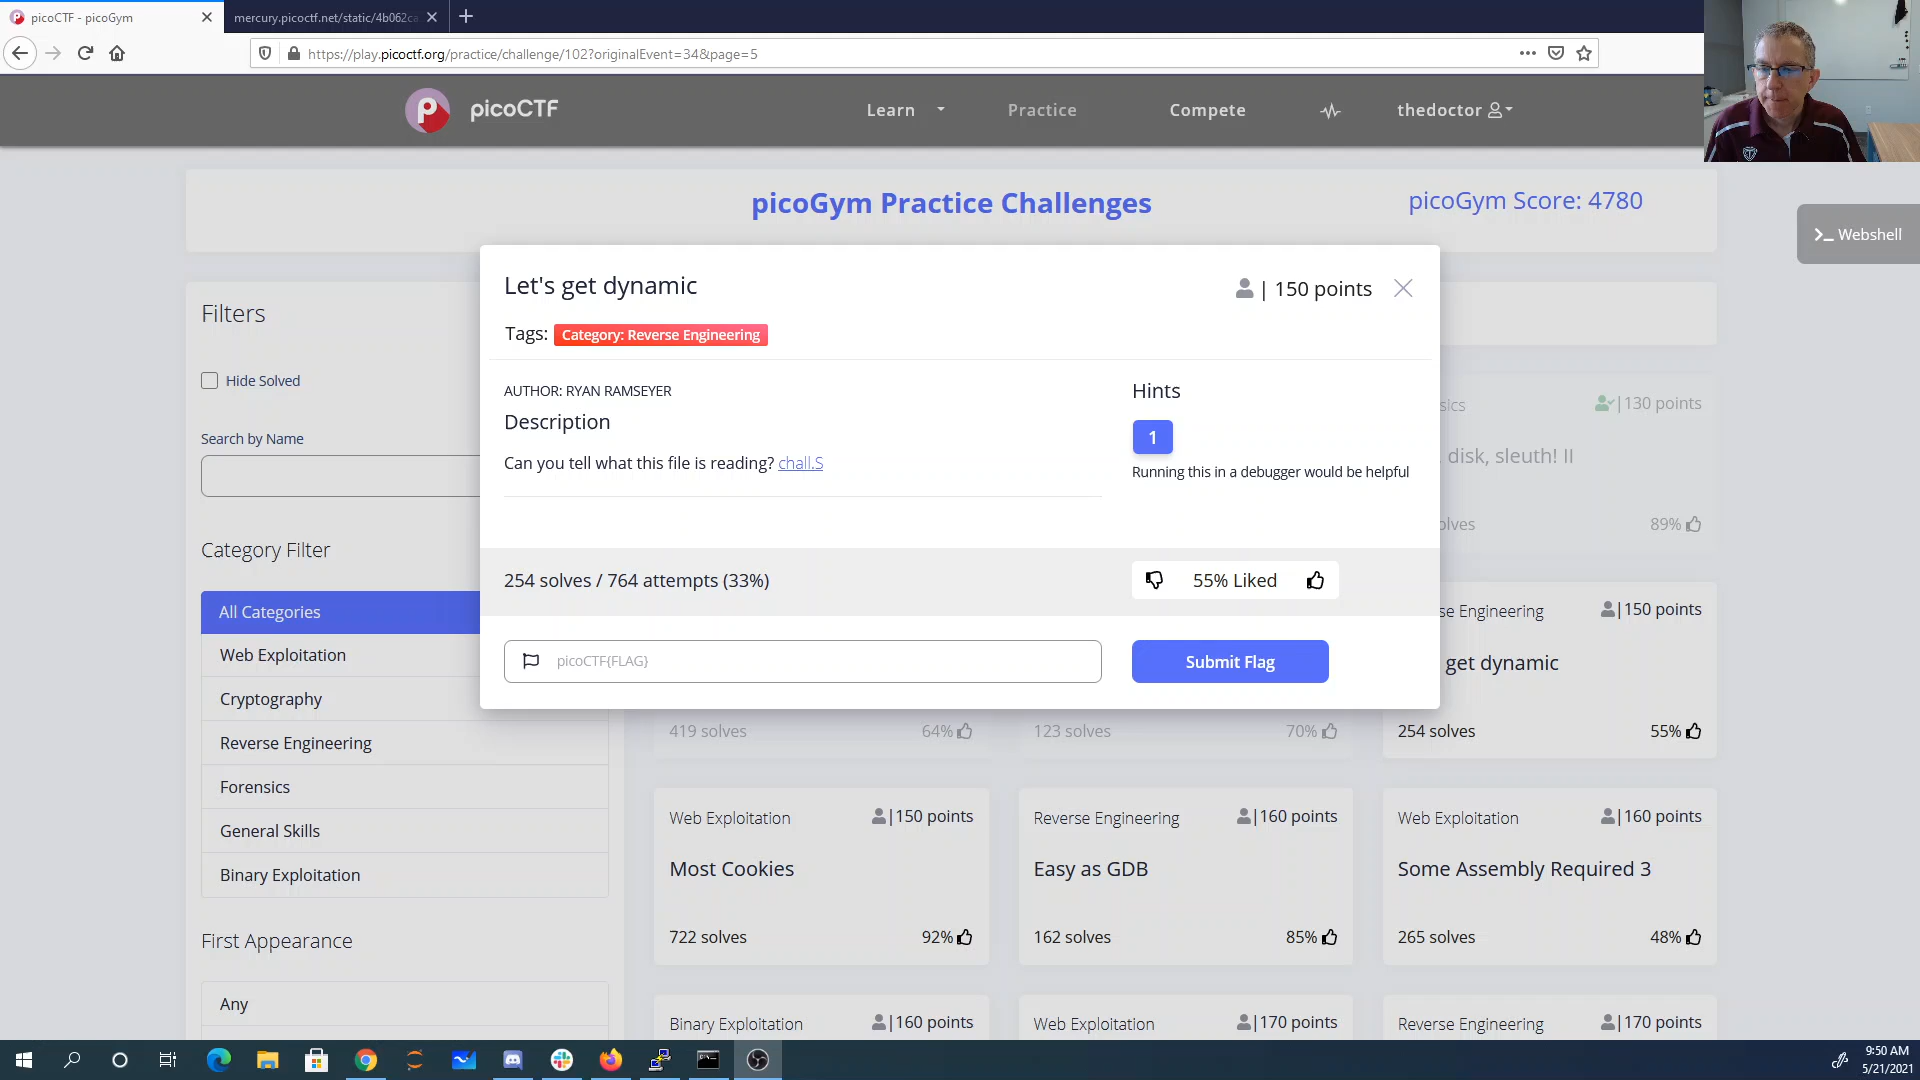 picoCTF - picoGym
mercury.picoctf.net/static/4b062ca
https://play.picoctf.org/practice/challenge/102?originalEvent=34&page=5
picoCTF
Learn
Practice
Compete
thedoctor
picoGym Practice Challenges
picoGym Score: 4780
>_ Webshell
Filters
Hide Solved
Search by Name
Category Filter
All Categories
Web Exploitation
Cryptography
Reverse Engineering
Forensics
General Skills
Binary Exploitation
First Appearance
Any
Let's get dynamic
| 150 points
Tags: Category: Reverse Engineering
AUTHOR: RYAN RAMSEYER
Description
Can you tell what this file is reading? chall.S
Hints
1
Running this in a debugger would be helpful
254 solves / 764 attempts (33%)
55% Liked
picoCTF{FLAG}
Submit Flag
|130 points
disk, sleuth! II
89%
Engineering
|150 points
get dynamic
254 solves
55%
419 solves
64%
123 solves
70%
Web Exploitation
|150 points
Most Cookies
722 solves
92%
Reverse Engineering
|160 points
Easy as GDB
162 solves
85%
Web Exploitation
|160 points
Some Assembly Required 3
265 solves
48%
Binary Exploitation
|160 points
Web Exploitation
|170 points
Reverse Engineering
|170 points
9:50 AM
5/21/2021